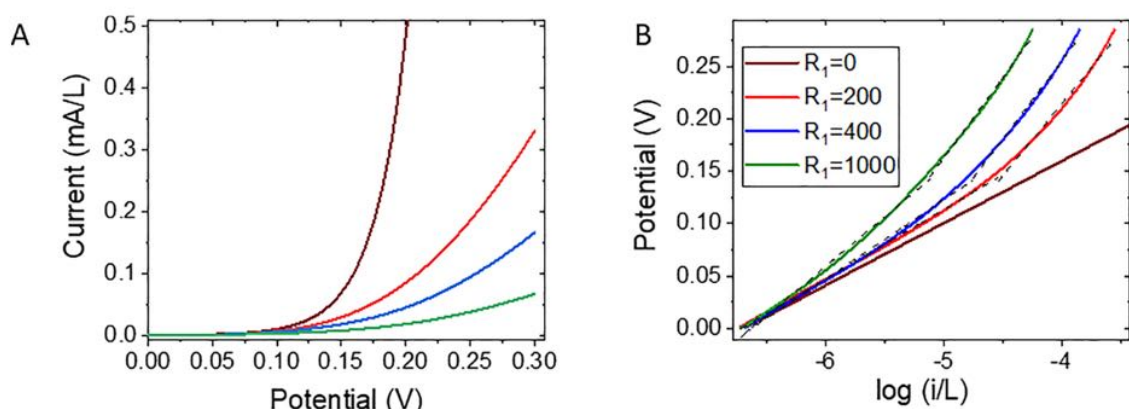 A
Current (mA/L)
0.5
0.4
0.3
0.2
0.1
0.0
0.00 0.05 0.10 0.15 0.20 0.25 0.30
Potential (V)
B
Potential (V)
0.25
0.20
0.15
0.10
0.05
0.00
R1=0
R1=200
R1=400
R1=1000
-6 -5 -4
log (i/L)